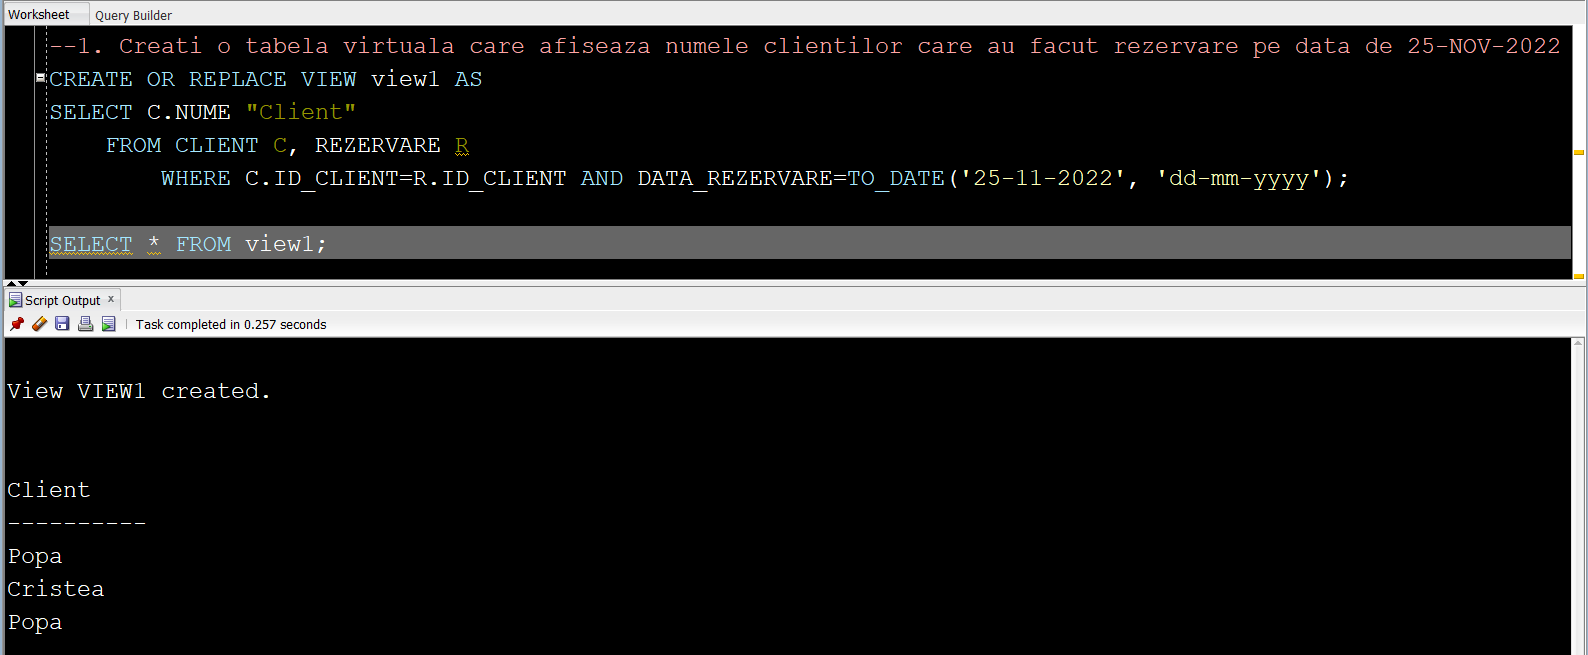 Worksheet Query Builder
--1. Creati o tabela virtuala care afiseaza numele clientilor care au facut rezervare pe data de 25-NOV-2022
CREATE OR REPLACE VIEW view1 AS
SELECT C.NUME "Client"
FROM CLIENT C, REZERVARE R
WHERE C.ID_CLIENT=R.ID_CLIENT AND DATA_REZERVARE=TO_DATE('25-11-2022', 'dd-mm-yyyy');
SELECT * FROM view1;
Script Output x
Task completed in 0.257 seconds
View VIEW1 created.
Client
----------
Popa
Cristea
Popa